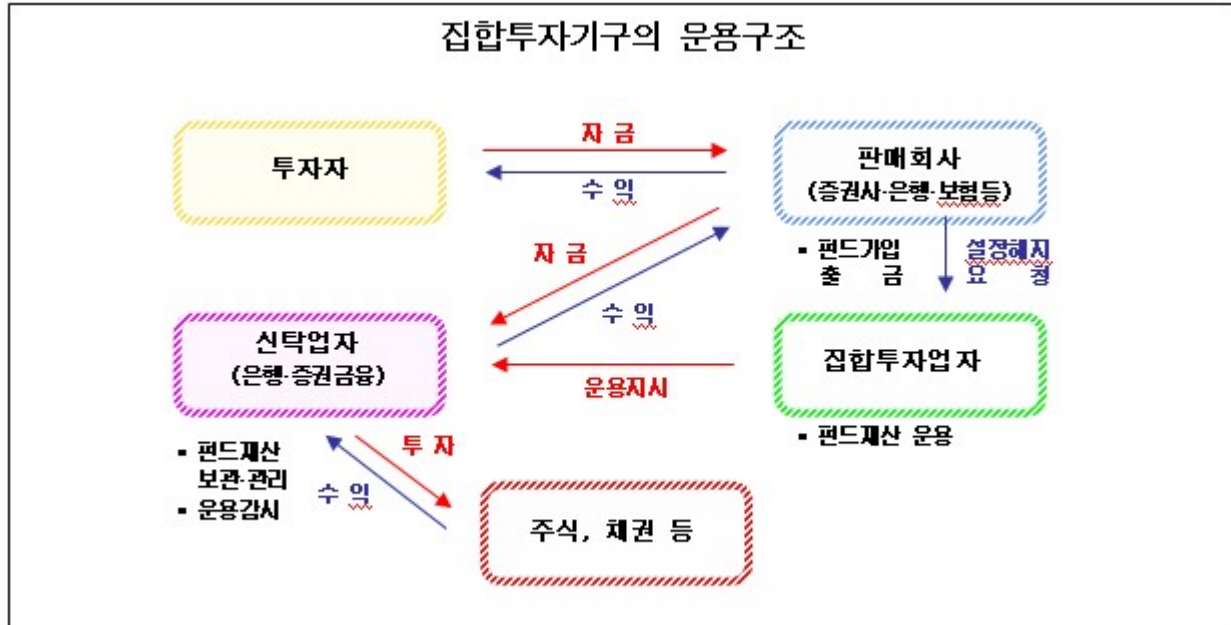 집합투자기구의 운용구조
투자자
자 금
수 익
판매회사
(증권사·은행·보험등)
▪ 펀드가입
출 금
설정해지
요 청
자 금
수 익
신탁업자
(은행·증권금융)
운용지시
집합투자업자
▪ 펀드재산 운용
▪ 펀드재산
보관·관리
▪ 운용감시
투 자
수 익
주식, 채권 등